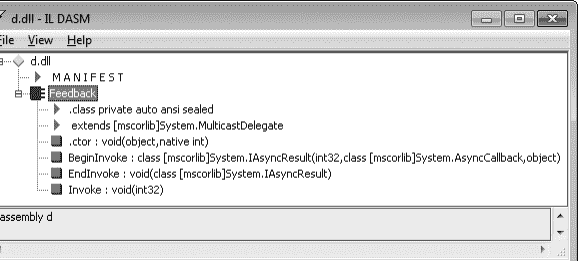 d.dll - IL DASM
File View Help
d.dll
MANIFEST
Feedback
.class private auto ansi sealed
extends [mscorlib]System.MulticastDelegate
.ctor : void(object,native int)
BeginInvoke : class [mscorlib]System.IAsyncResult(int32,class [mscorlib]System.AsyncCallback,object)
EndInvoke : void(class [mscorlib]System.IAsyncResult)
Invoke : void(int32)
assembly d